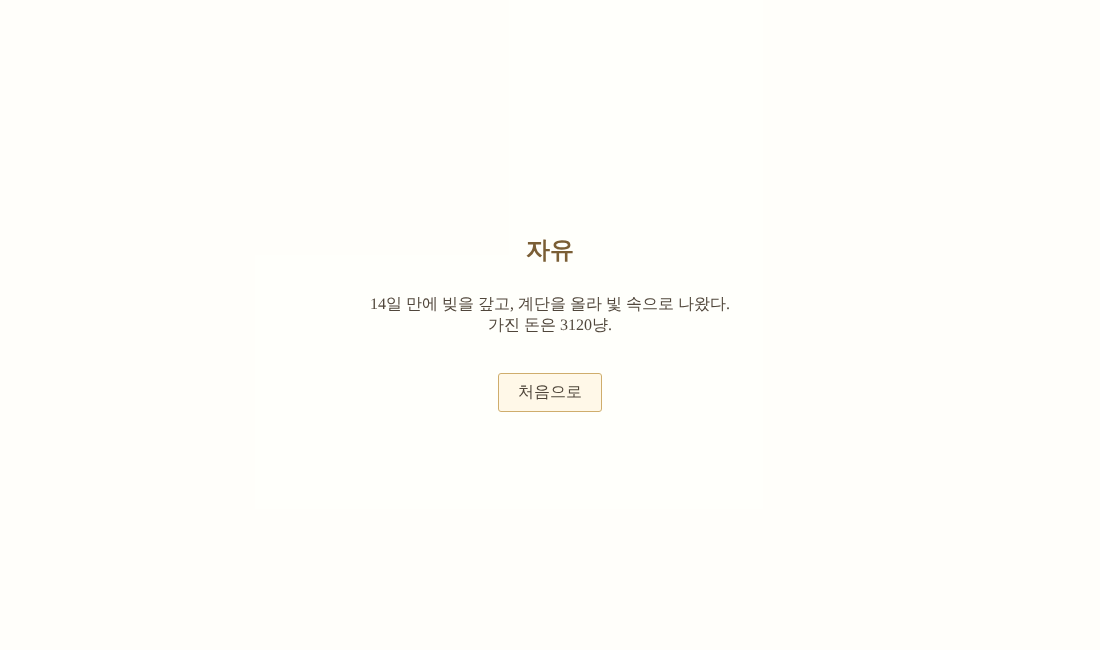 자유
14일 만에 빚을 갚고, 계단을 올라 빛 속으로 나왔다.
가진 돈은 3120냥.
처음으로